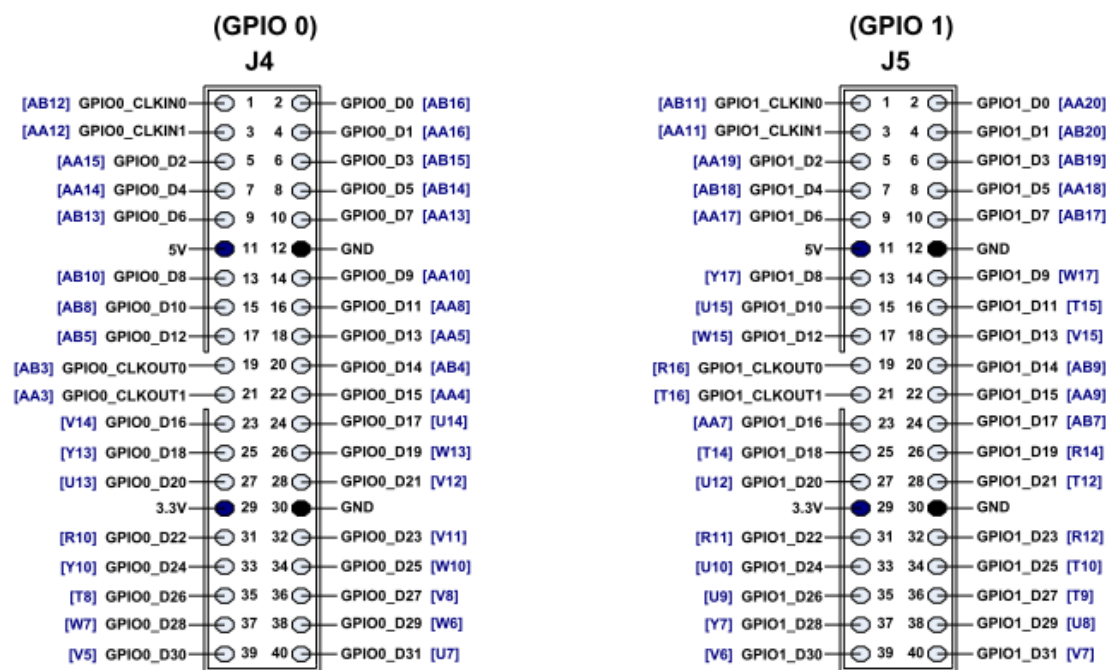 (GPIO 0) (GPIO 1)
J4 J5
[AB12] GPIO0_CLKIN0 1 2 GPIO0_D0 [AB16] [AB11] GPIO1_CLKIN0 1 2 GPIO1_D0 [AA20]
[AA12] GPIO0_CLKIN1 3 4 GPIO0_D1 [AA16] [AA11] GPIO1_CLKIN1 3 4 GPIO1_D1 [AB20]
[AA15] GPIO0_D2 5 6 GPIO0_D3 [AB15] [AA19] GPIO1_D2 5 6 GPIO1_D3 [AB19]
[AA14] GPIO0_D4 7 8 GPIO0_D5 [AB14] [AB18] GPIO1_D4 7 8 GPIO1_D5 [AA18]
[AB13] GPIO0_D6 9 10 GPIO0_D7 [AA13] [AA17] GPIO1_D6 9 10 GPIO1_D7 [AB17]
5V 11 12 GND 5V 11 12 GND
[AB10] GPIO0_D8 13 14 GPIO0_D9 [AA10] [Y17] GPIO1_D8 13 14 GPIO1_D9 [W17]
[AB8] GPIO0_D10 15 16 GPIO0_D11 [AA8] [U15] GPIO1_D10 15 16 GPIO1_D11 [T15]
[AB5] GPIO0_D12 17 18 GPIO0_D13 [AA5] [W15] GPIO1_D12 17 18 GPIO1_D13 [V15]
[AB3] GPIO0_CLKOUT0 19 20 GPIO0_D14 [AB4] [R16] GPIO1_CLKOUT0 19 20 GPIO1_D14 [AB9]
[AA3] GPIO0_CLKOUT1 21 22 GPIO0_D15 [AA4] [T16] GPIO1_CLKOUT1 21 22 GPIO1_D15 [AA9]
[V14] GPIO0_D16 23 24 GPIO0_D17 [U14] [AA7] GPIO1_D16 23 24 GPIO1_D17 [AB7]
[Y13] GPIO0_D18 25 26 GPIO0_D19 [W13] [T14] GPIO1_D18 25 26 GPIO1_D19 [R14]
[U13] GPIO0_D20 27 28 GPIO0_D21 [V12] [U12] GPIO1_D20 27 28 GPIO1_D21 [T12]
3.3V 29 30 GND 3.3V 29 30 GND
[R10] GPIO0_D22 31 32 GPIO0_D23 [V11] [R11] GPIO1_D22 31 32 GPIO1_D23 [R12]
[Y10] GPIO0_D24 33 34 GPIO0_D25 [W10] [U10] GPIO1_D24 33 34 GPIO1_D25 [T10]
[T8] GPIO0_D26 35 36 GPIO0_D27 [V8] [U9] GPIO1_D26 35 36 GPIO1_D27 [T9]
[W7] GPIO0_D28 37 38 GPIO0_D29 [W6] [Y7] GPIO1_D28 37 38 GPIO1_D29 [U8]
[V5] GPIO0_D30 39 40 GPIO0_D31 [U7] [V6] GPIO1_D30 39 40 GPIO1_D31 [V7]